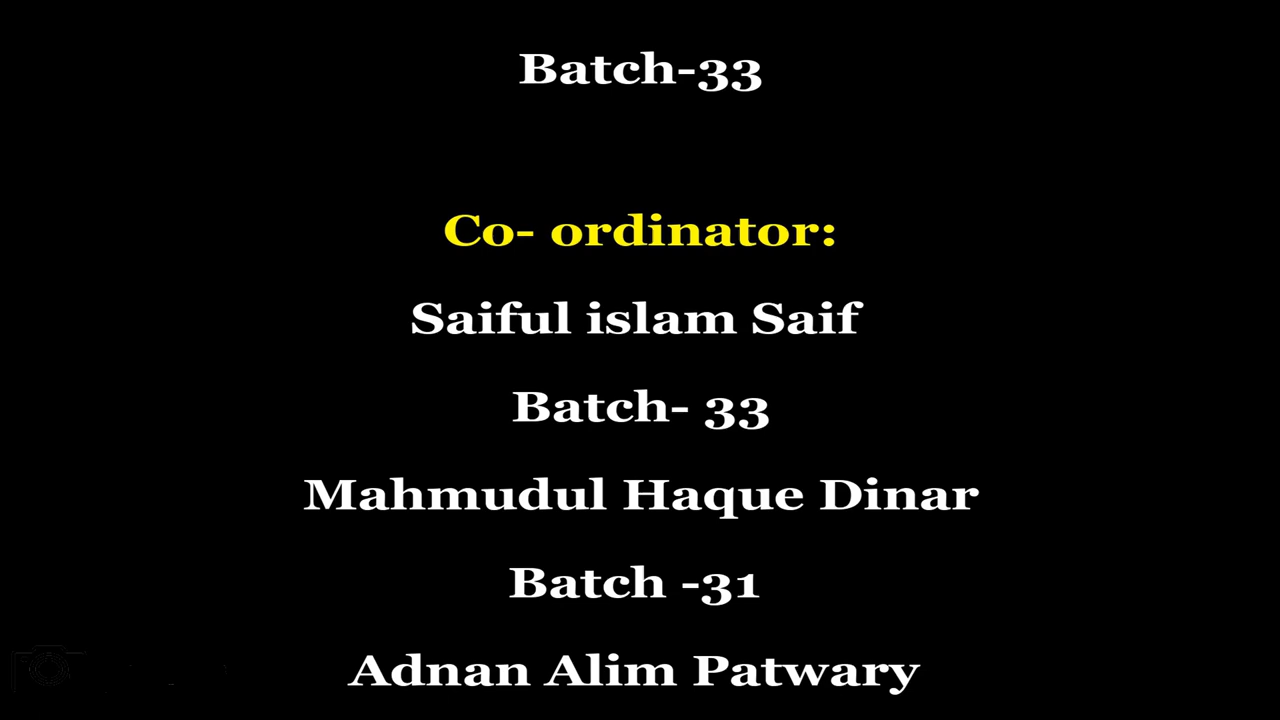 Batch-33
Co- ordinator:
Saiful islam Saif
Batch- 33
Mahmudul Haque Dinar
Batch -31
Adnan Alim Patwary